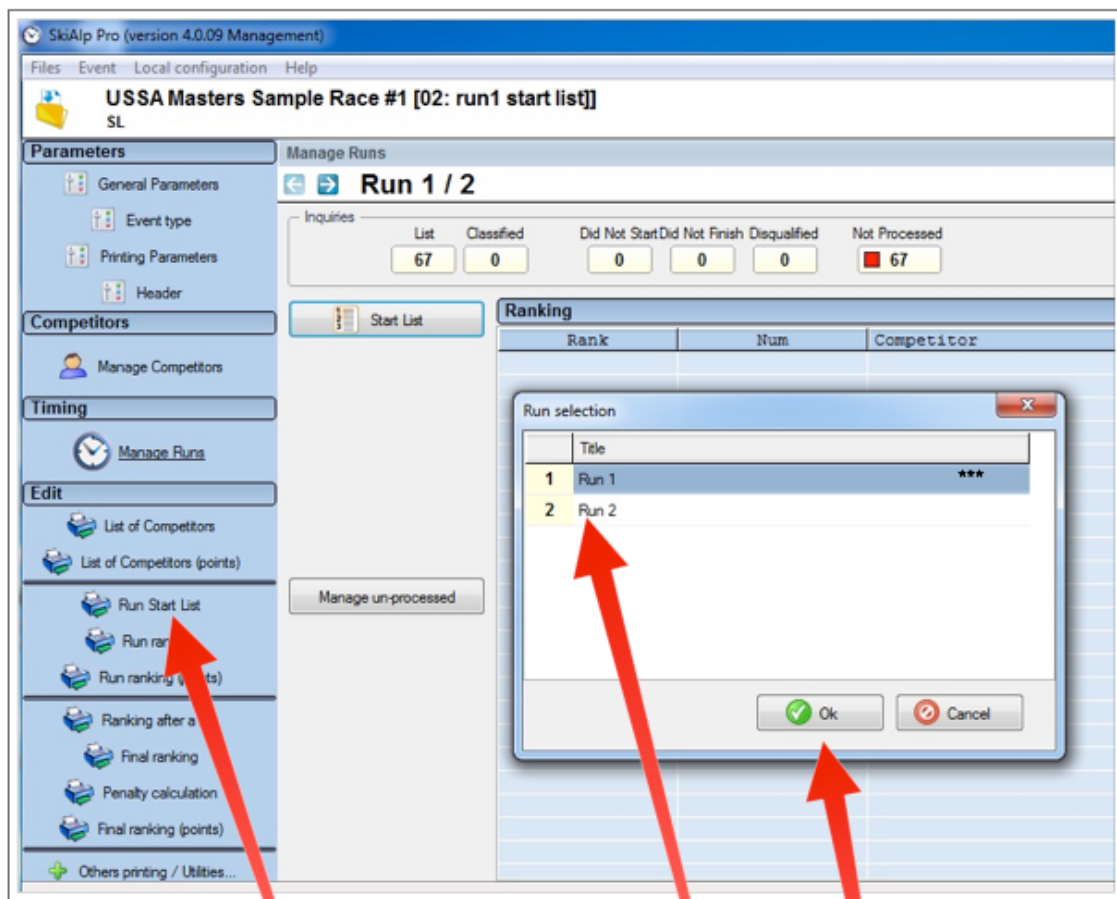 SkiAlp Pro (version 4.0.09 Management)
Files Event Local configuration Help
USSA Masters Sample Race #1 [02: run1 start list]]
SL
Parameters
General Parameters
Event type
Printing Parameters
Header
Competitors
Manage Competitors
Timing
Manage Runs
Edit
List of Competitors
List of Competitors (points)
Run Start List
Run
Run ranking
Ranking after a
Final ranking
Penalty calculation
Final ranking (points)
Others printing / Utilities...
Manage Runs
Run 1 / 2
Inquiries
List Classified Did Not Start Did Not Finish Disqualified Not Processed
67 0 0 0 0 67
Start List
Manage un-processed
Ranking
Rank Num Competitor
Run selection
Title
1 Run 1 ***
2 Run 2
Ok Cancel